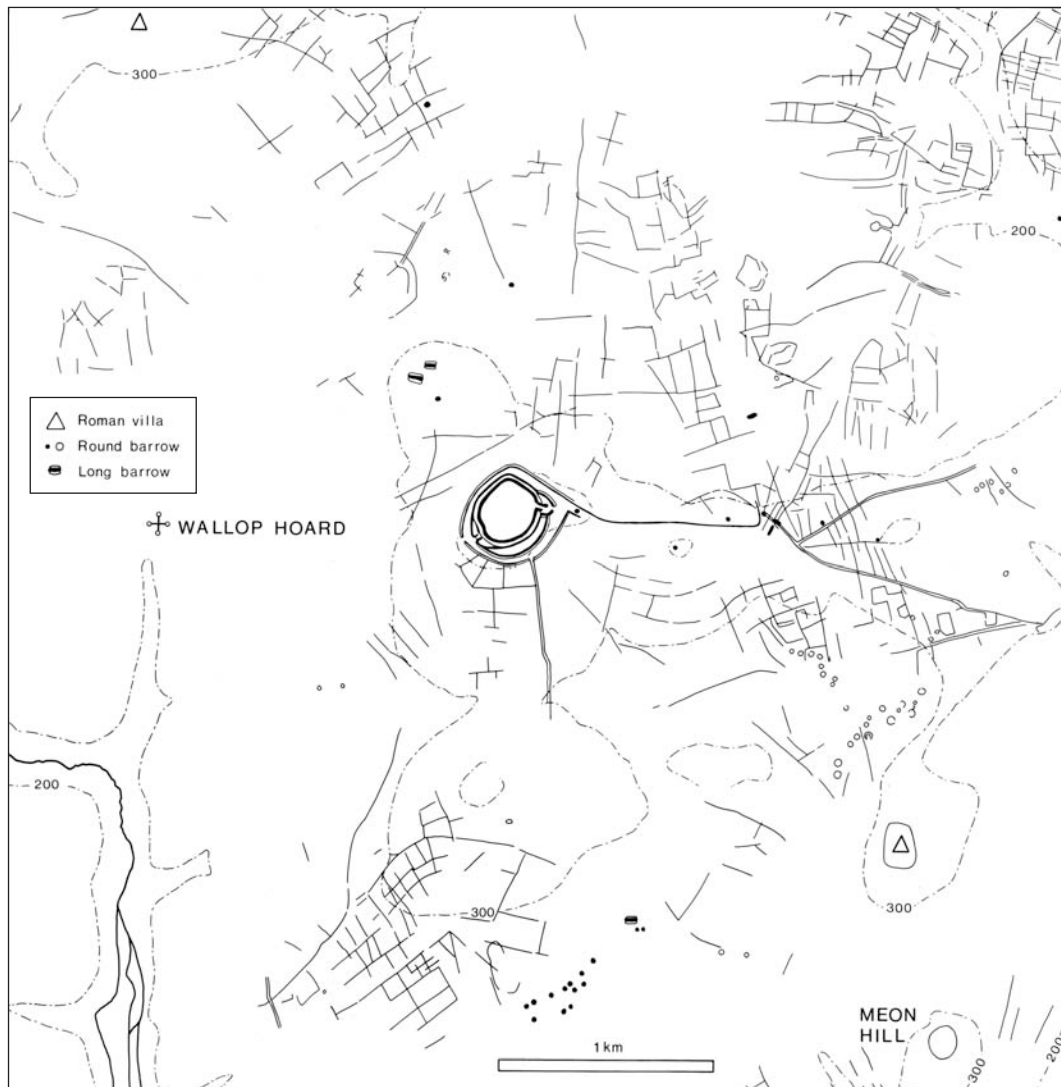 300
200
Roman villa
Round barrow
Long barrow
WALLOP HOARD
200
300
300
MEON
HILL
1 km
300
200